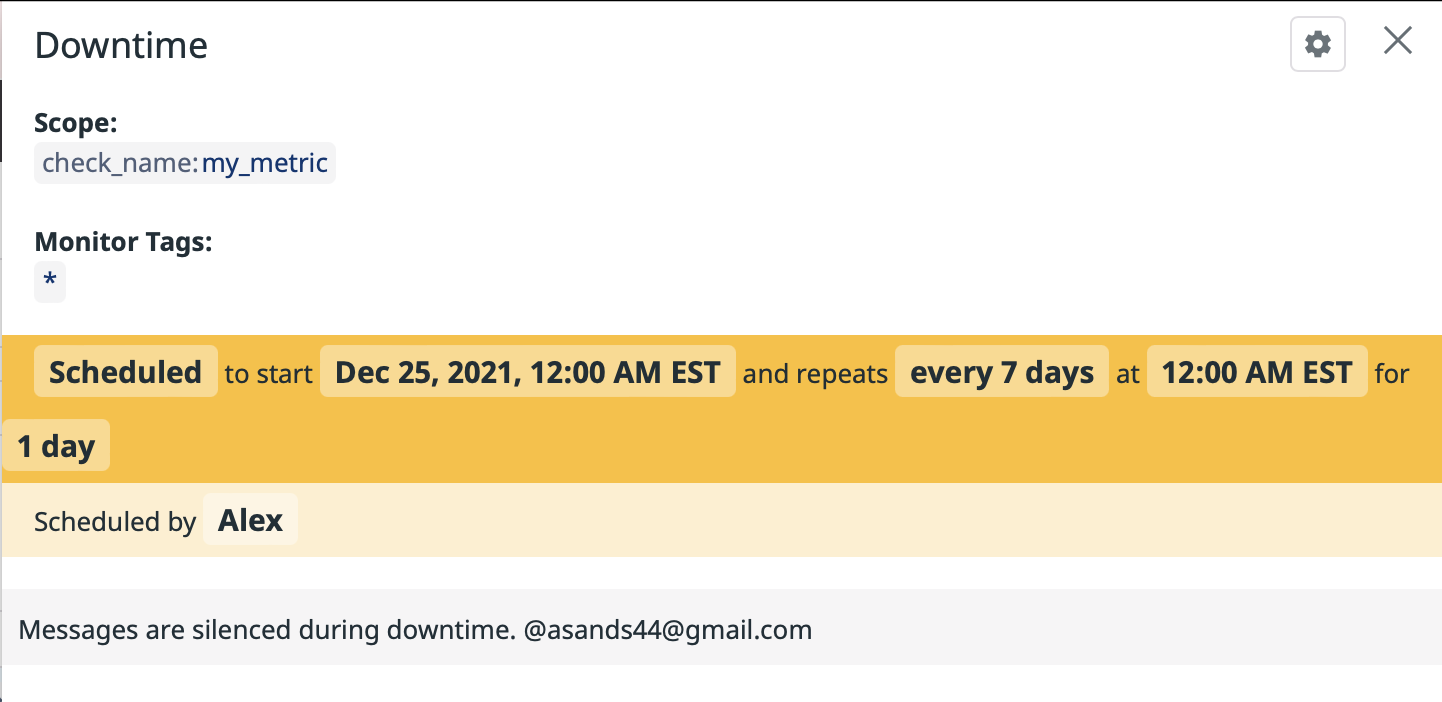 Downtime
Scope:
check_name:my_metric
Monitor Tags:
*
Scheduled to start Dec 25, 2021, 12:00 AM EST and repeats every 7 days at 12:00 AM EST for
1 day
Scheduled by Alex
Messages are silenced during downtime. @asands44@gmail.com